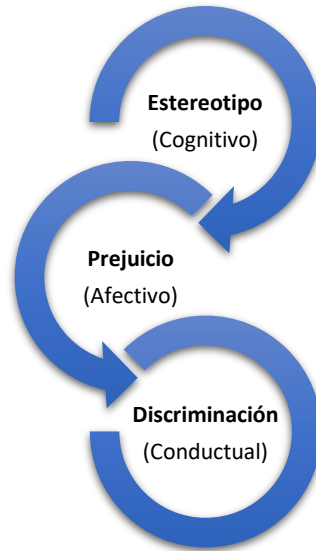 Estereotipo
(Cognitivo)
Prejuicio
(Afectivo)
Discriminación
(Conductual)